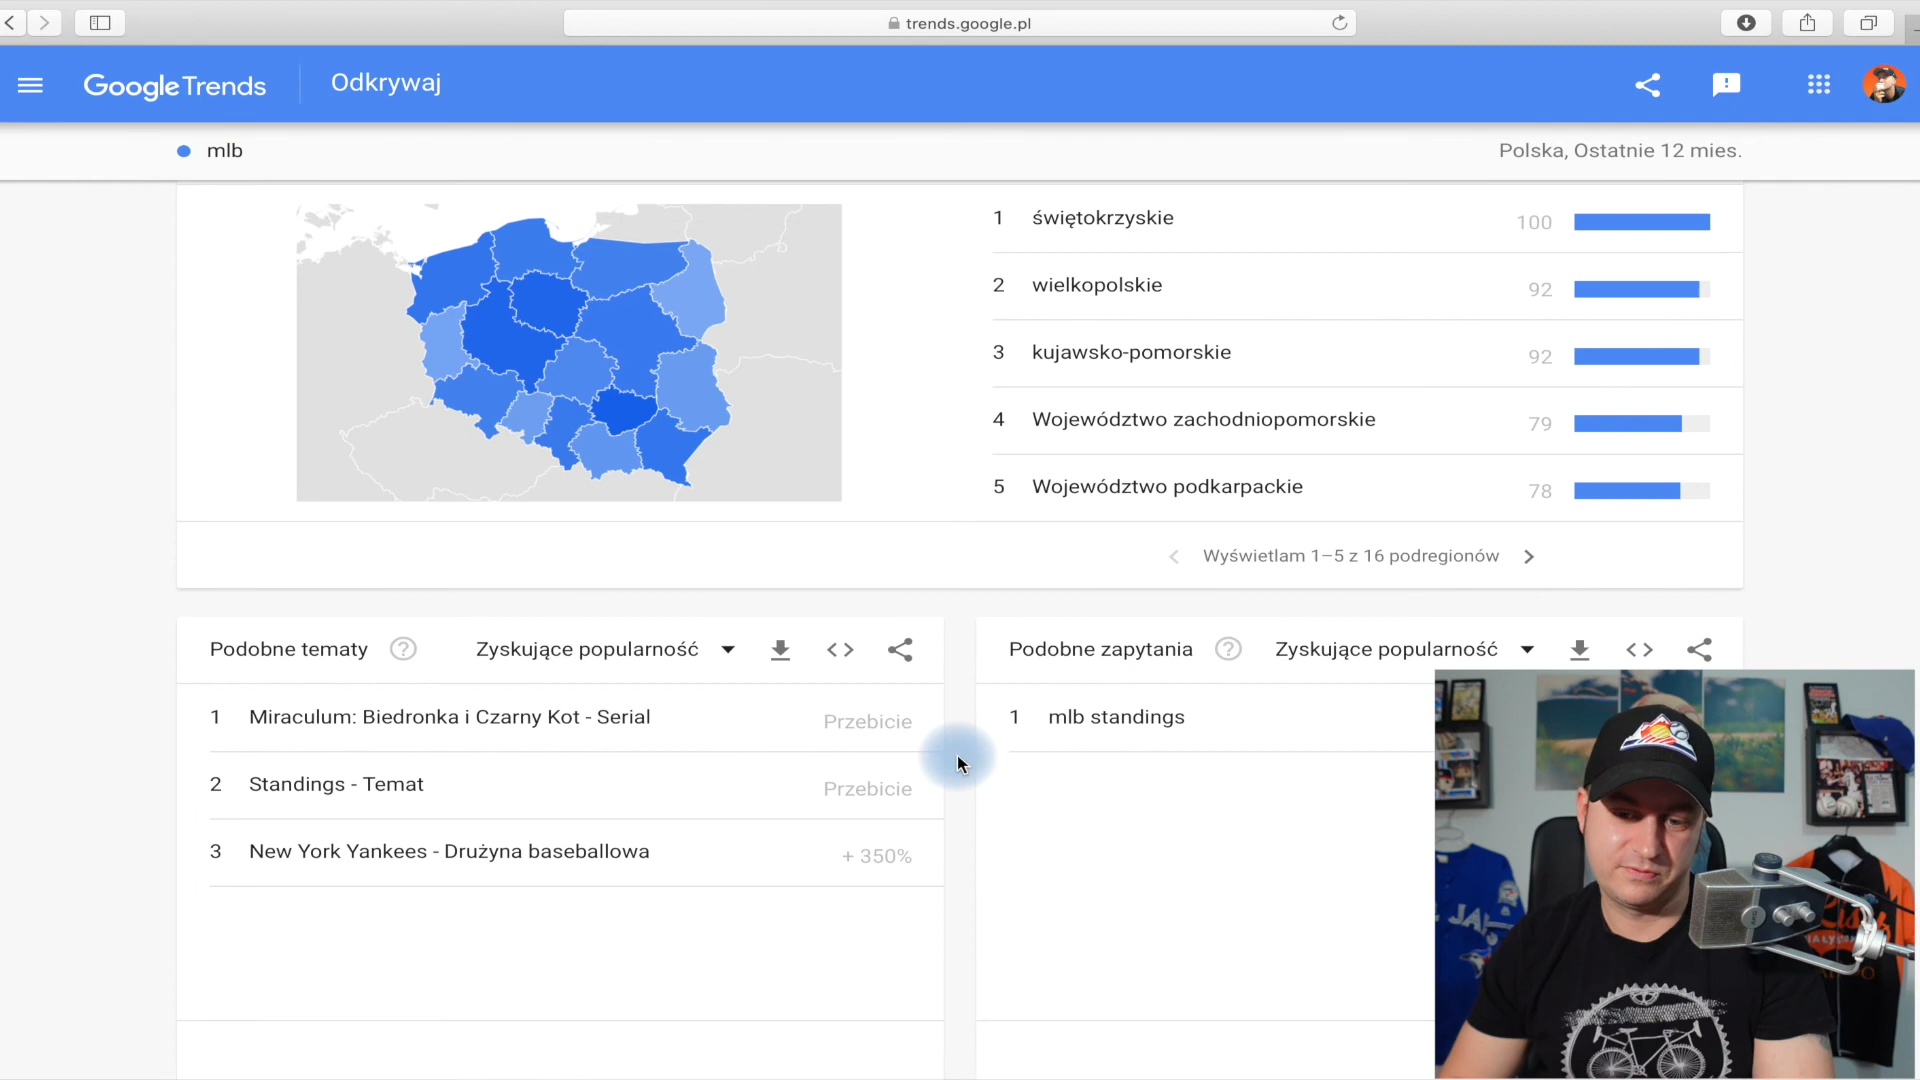 trends.google.pl
Google Trends
Odkrywaj
mlb
Polska, Ostatnie 12 mies.
1 świętokrzyskie 100
2 wielkopolskie 92
3 kujawsko-pomorskie 92
4 Województwo zachodniopomorskie 79
5 Województwo podkarpackie 78
Wyświetlam 1–5 z 16 podregionów
Podobne tematy ? Zyskujące popularność
1 Miraculum: Biedronka i Czarny Kot - Serial Przebicie
2 Standings - Temat Przebicie
3 New York Yankees - Drużyna baseballowa + 350%
Podobne zapytania ? Zyskujące popularność
1 mlb standings